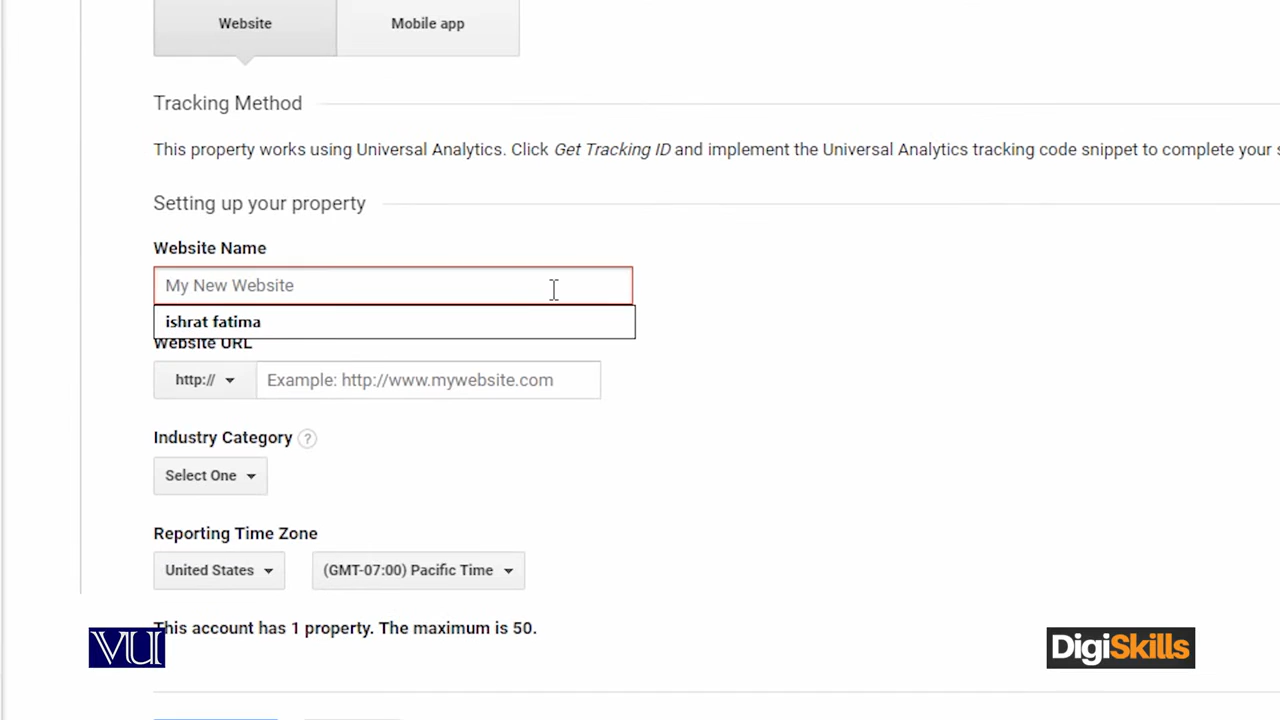 Website Mobile app
Tracking Method
This property works using Universal Analytics. Click Get Tracking ID and implement the Universal Analytics tracking code snippet to complete your
Setting up your property
Website Name
My New Website
ishrat fatima
Website URL
http:// Example: http://www.mywebsite.com
Industry Category ?
Select One
Reporting Time Zone
United States (GMT-07:00) Pacific Time
This account has 1 property. The maximum is 50.
VU DigiSkills